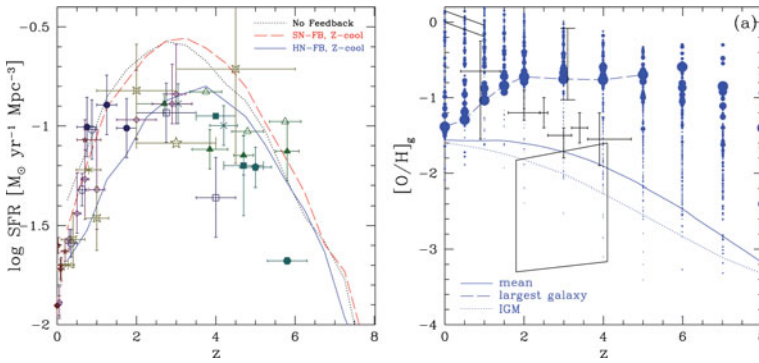 No Feedback
SN-FB, Z-cool
HN-FB, Z-cool
log SFR [M⊙ yr⁻¹ Mpc⁻³]
-0.5
-1
-1.5
-2
0 2 4 6 8
z
(a)
[O/H]g
0
-1
-2
-3
-4
mean
largest galaxy
IGM
0 2 4 6 8
z